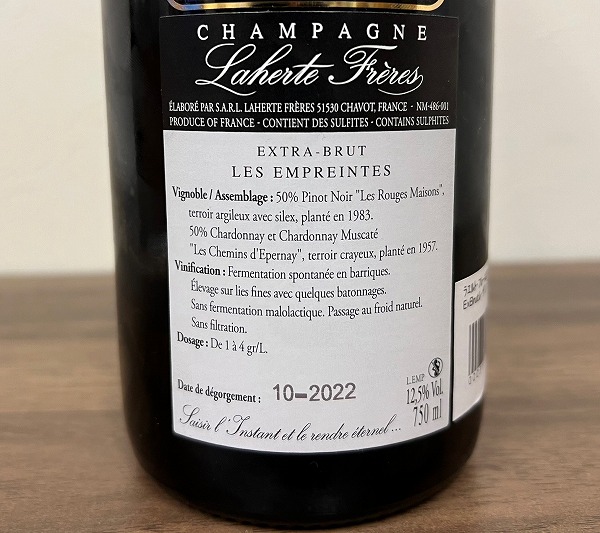 CHAMPAGNE
Laherte Frères
ÉLABORÉ PAR S.A.R.L. LAHERTE FRÈRES 51530 CHAVOT, FRANCE - NM-486-001
PRODUCE OF FRANCE - CONTIENT DES SULFITES - CONTAINS SULPHITES
EXTRA-BRUT
LES EMPREINTES
Vignoble / Assemblage : 50% Pinot Noir "Les Rouges Maisons",
terroir argileux avec silex, planté en 1983.
50% Chardonnay et Chardonnay Muscaté
"Les Chemins d'Epernay", terroir crayeux, planté en 1957.
Vinification : Fermentation spontanée en barriques.
Élevage sur lies fines avec quelques batonnages.
Sans fermentation malolactique. Passage au froid naturel.
Sans filtration.
Dosage : De 1 à 4 gr/L.
Date de dégorgement : 10-2022
L.EMP.
12,5% Vol.
750 ml
Saisir l'Instant et le rendre éternel...